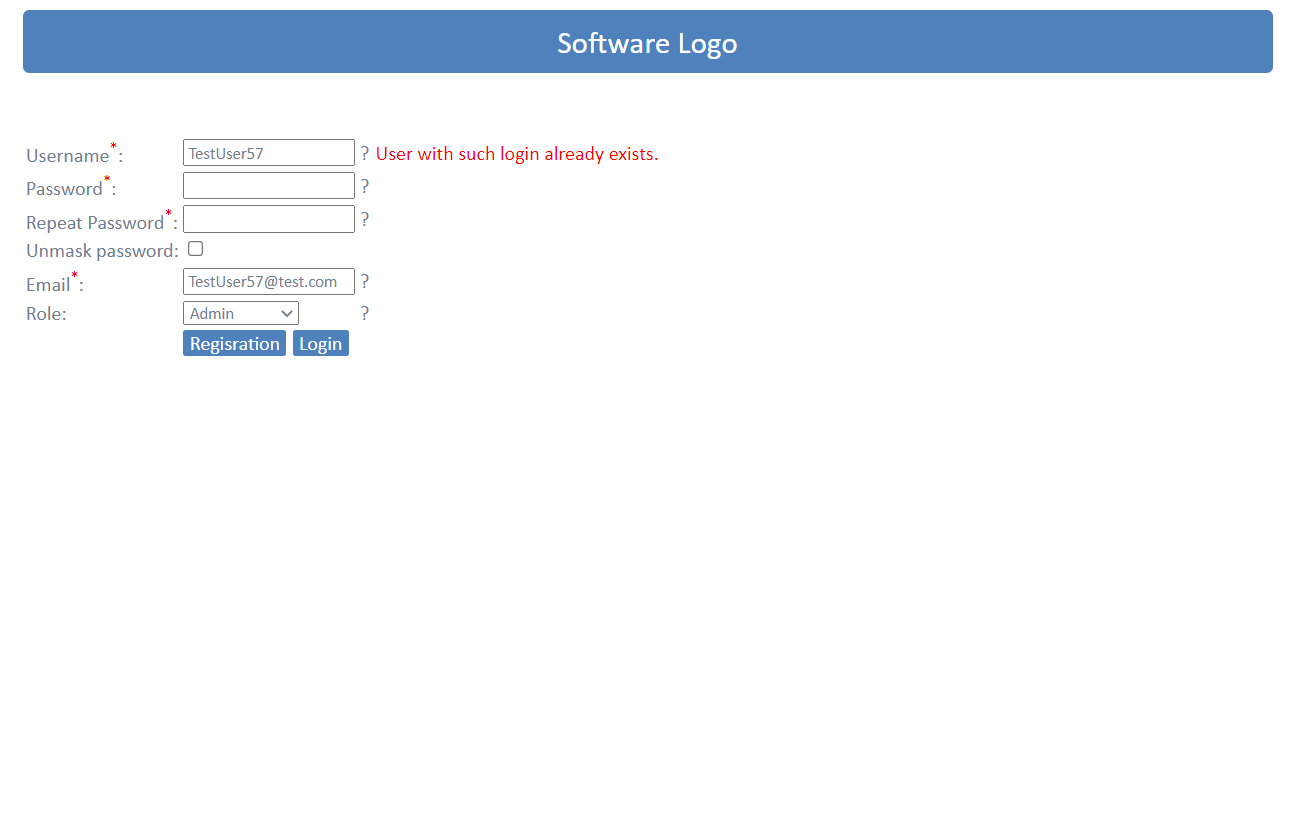 Software Logo
Username*: TestUser57 ? User with such login already exists.
Password*: ?
Repeat Password*: ?
Unmask password:
Email*: TestUser57@test.com ?
Role: Admin ?
Regisration Login